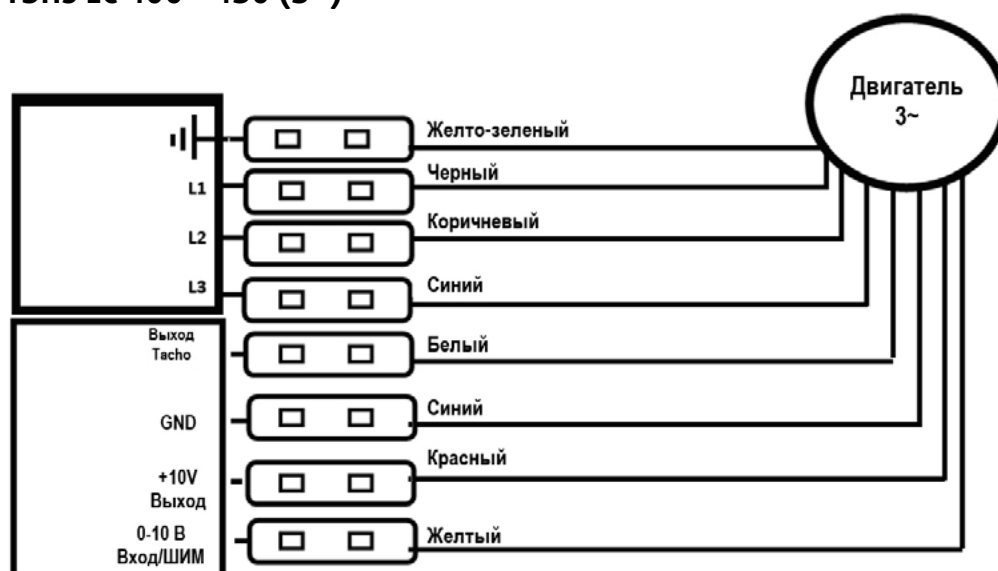 Двигатель
3~
Желто-зеленый
L1
Черный
L2
Коричневый
L3
Синий
Выход
Tacho
Белый
GND
Синий
+10V
Выход
Красный
0-10 В
Вход/ШИМ
Желтый